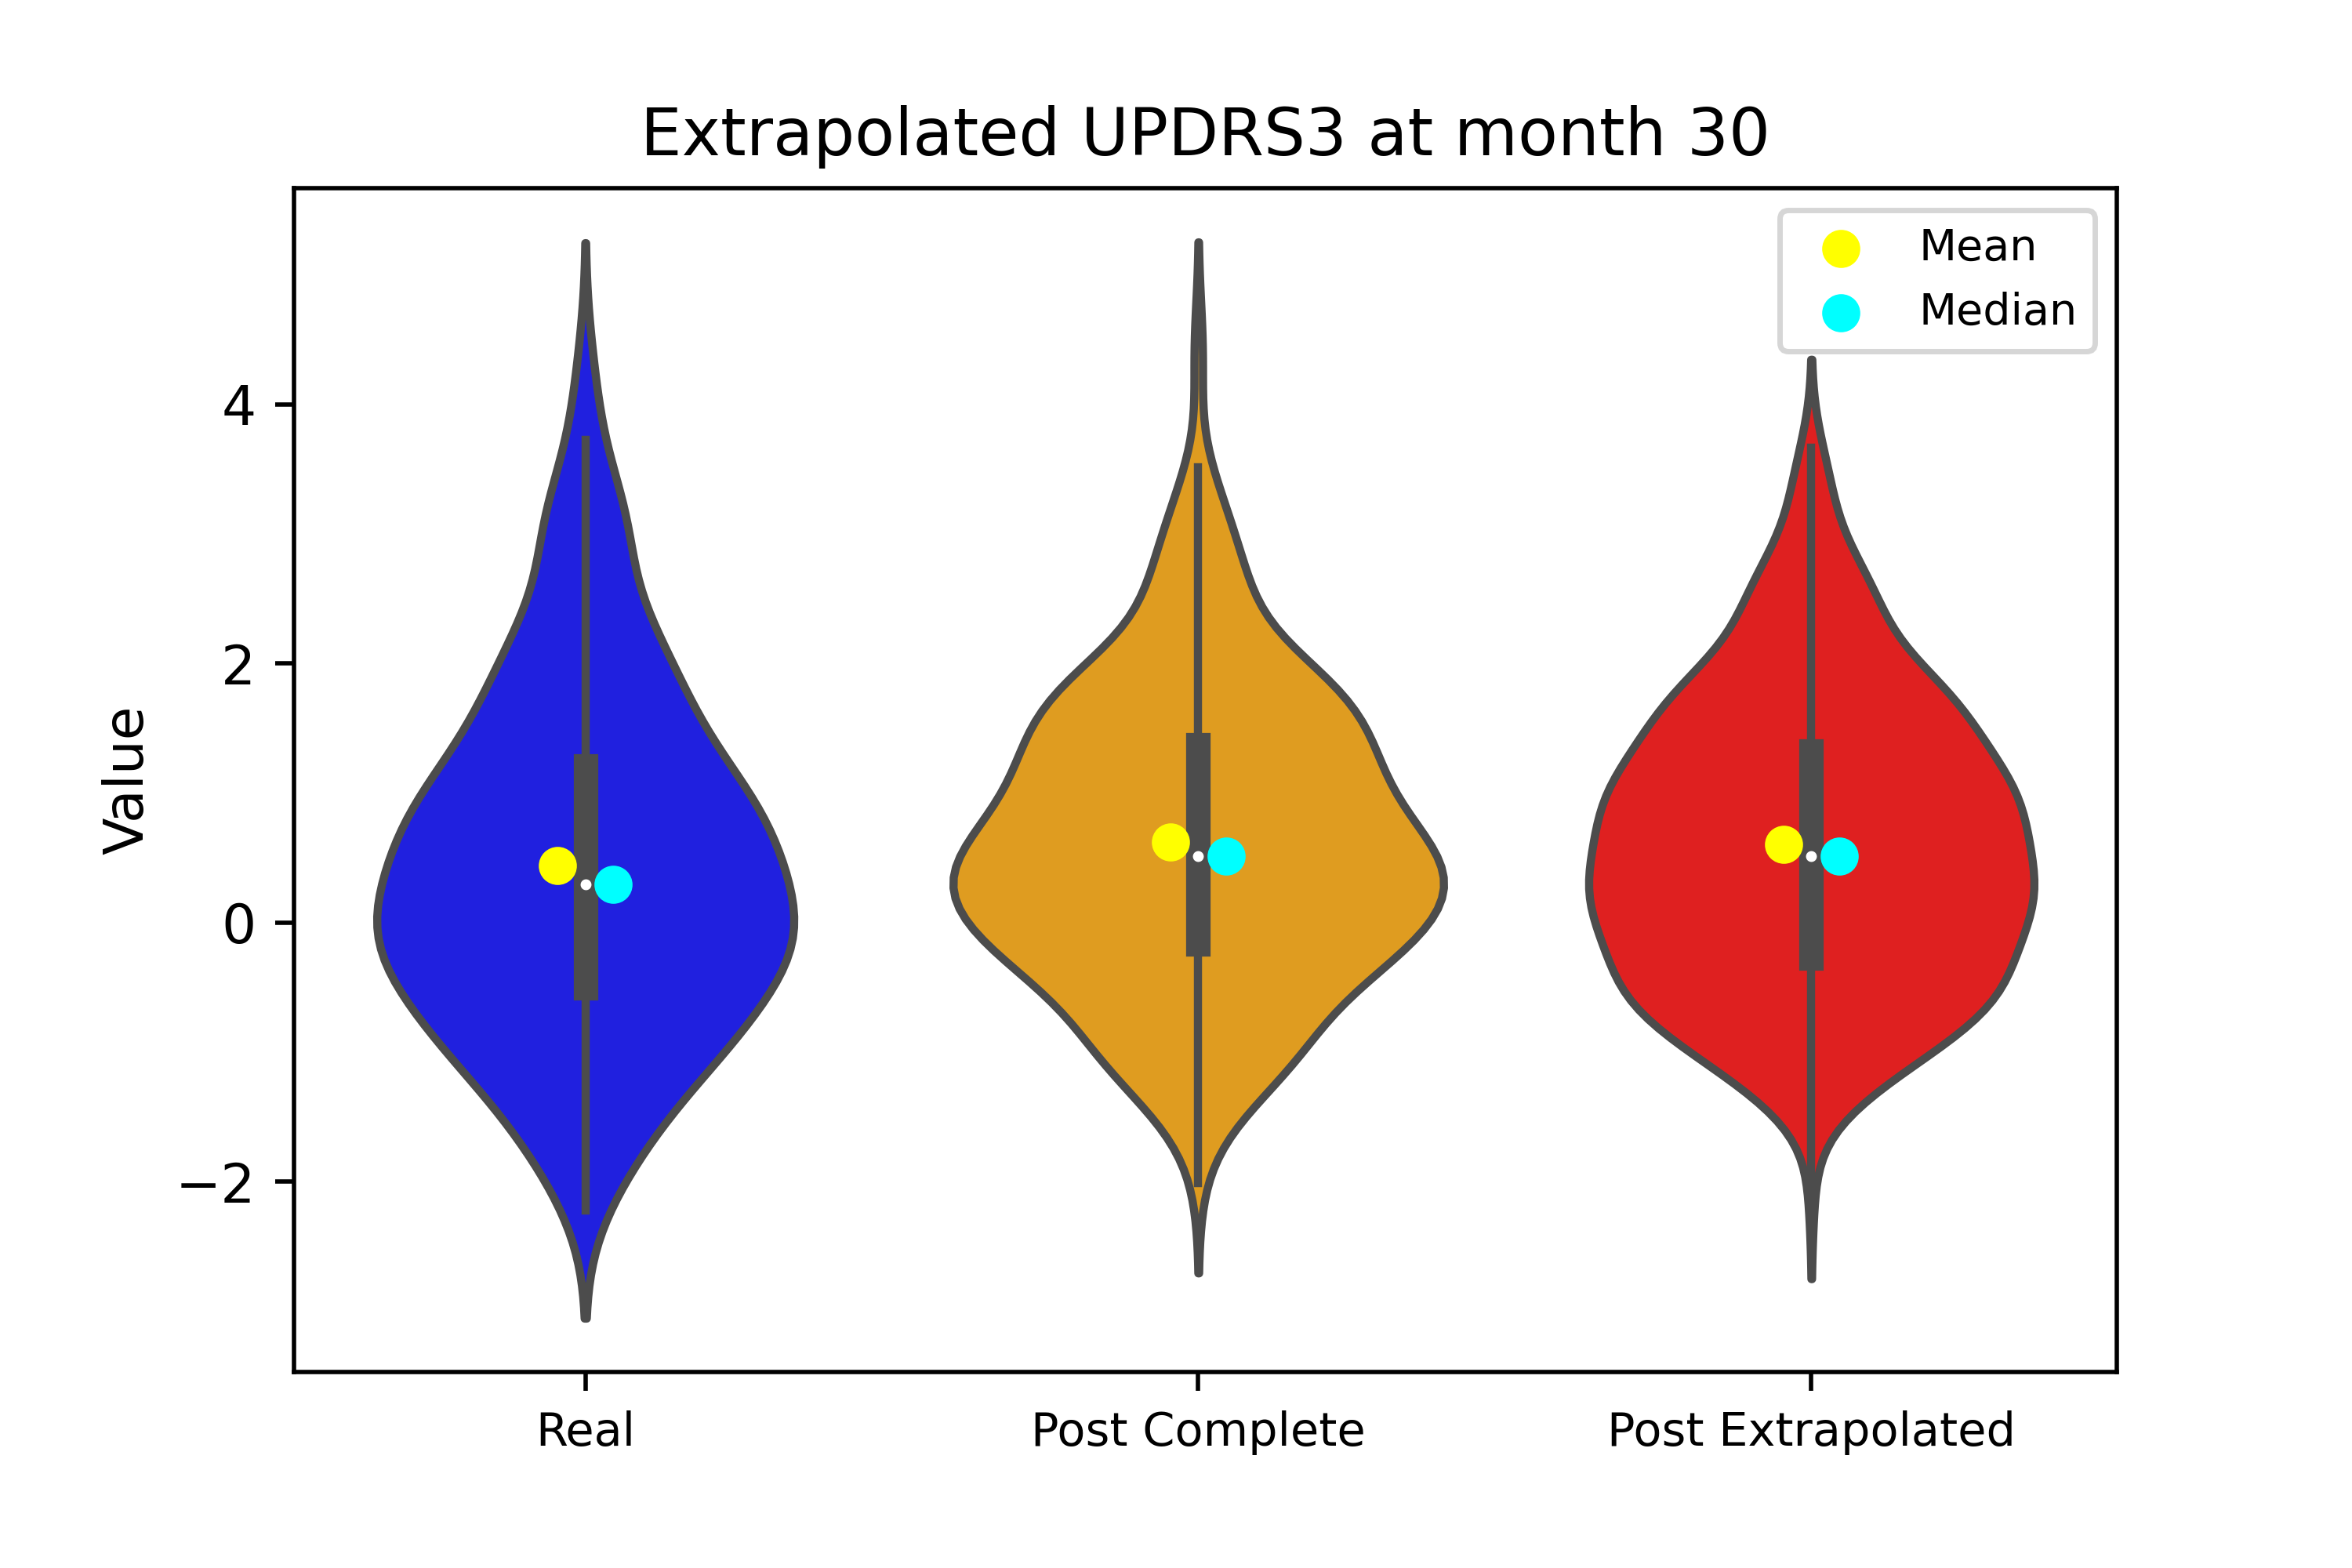 Extrapolated UPDRS3 at month 30
Mean
Median
4
2
0
−2
Value
Real
Post Complete
Post Extrapolated